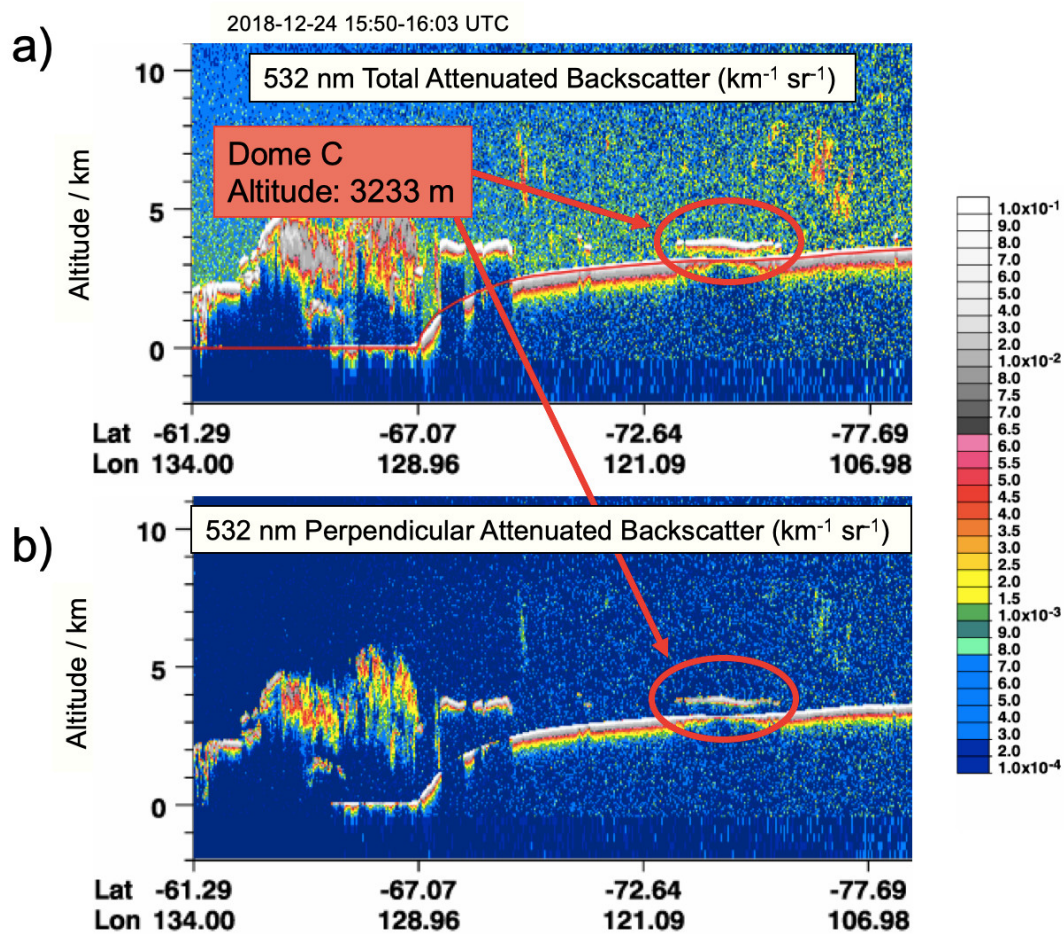 2018-12-24 15:50-16:03 UTC
a)
10
532 nm Total Attenuated Backscatter (km⁻¹ sr⁻¹)
Dome C
Altitude: 3233 m
Altitude / km
5
0
Lat -61.29 -67.07 -72.64 -77.69
Lon 134.00 128.96 121.09 106.98
b)
10
532 nm Perpendicular Attenuated Backscatter (km⁻¹ sr⁻¹)
Altitude / km
5
0
Lat -61.29 -67.07 -72.64 -77.69
Lon 134.00 128.96 121.09 106.98
1.0x10⁻¹
9.0
8.0
7.0
6.0
5.0
4.0
3.0
2.0
1.0x10⁻²
8.0
7.5
7.0
6.5
6.0
5.5
5.0
4.5
4.0
3.5
3.0
2.5
2.0
1.5
1.0x10⁻³
9.0
8.0
7.0
6.0
5.0
4.0
3.0
2.0
1.0x10⁻⁴